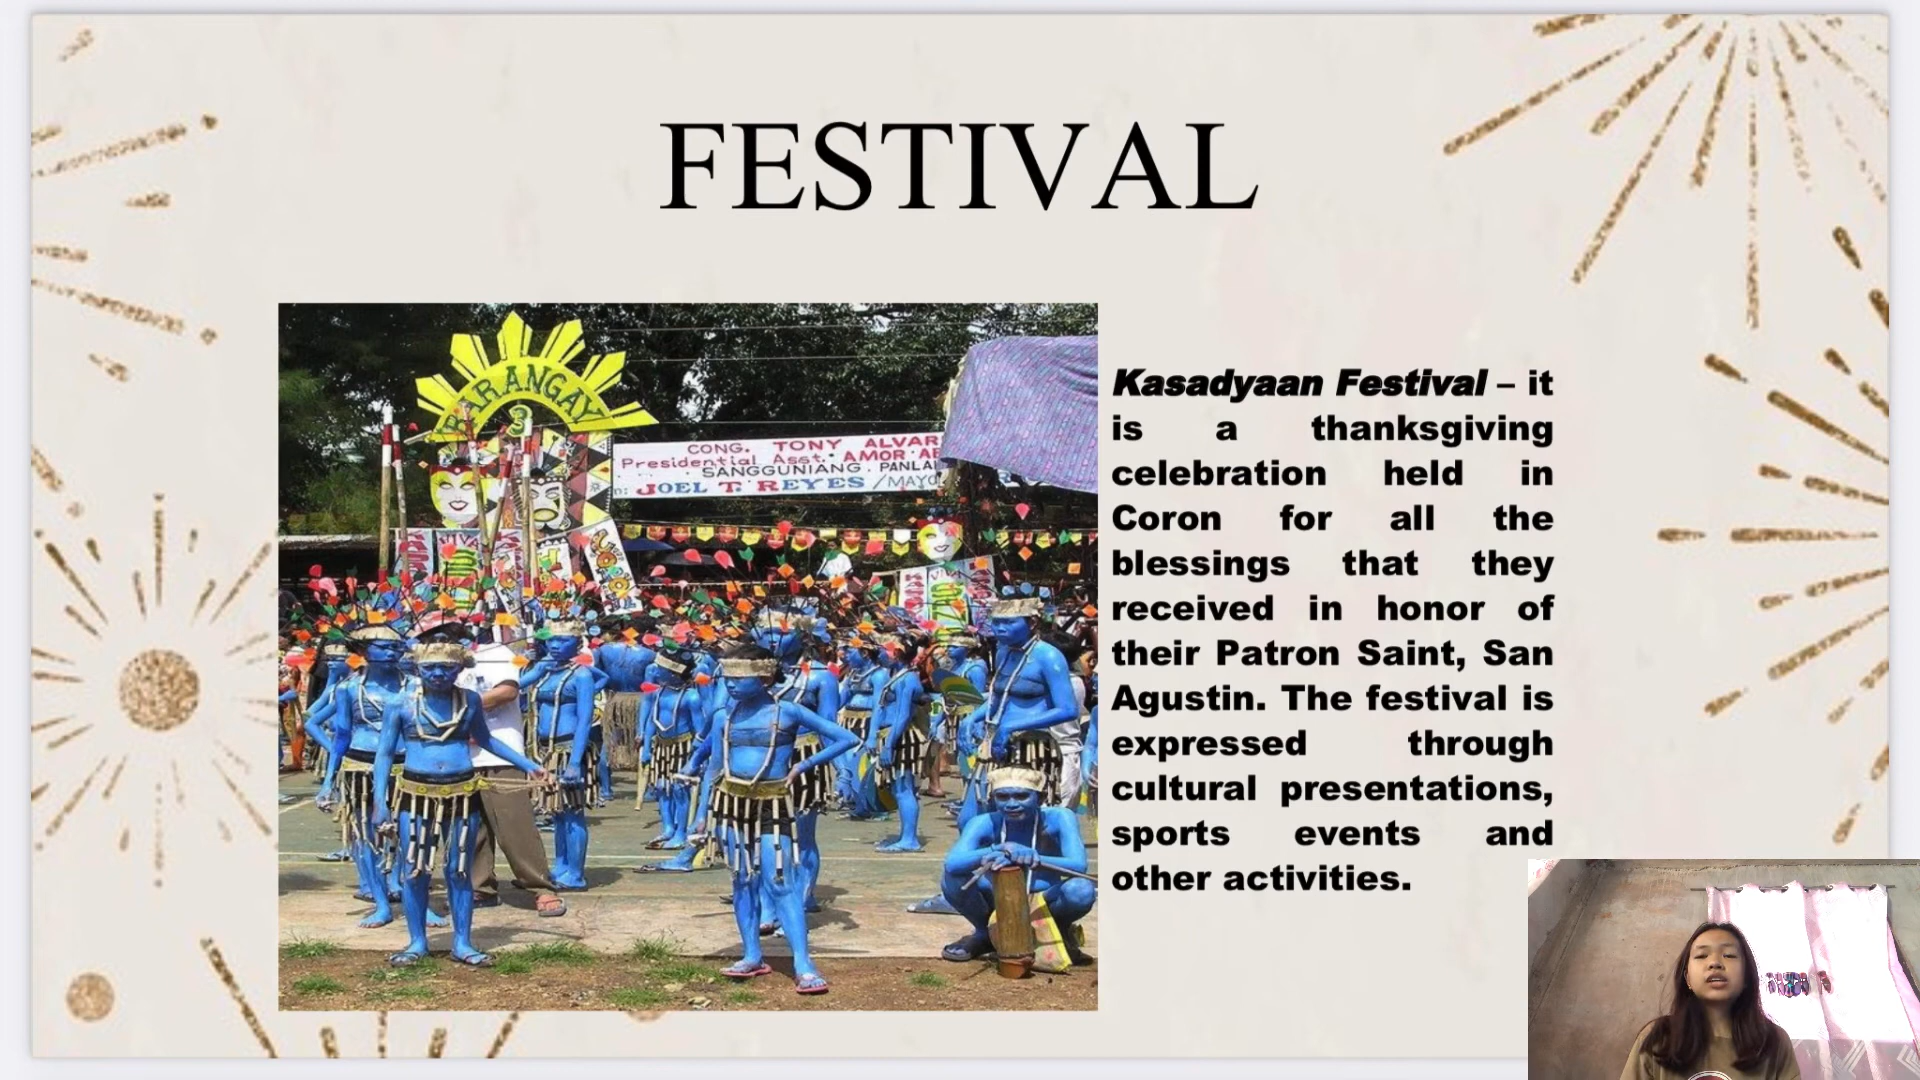 FESTIVAL
BARANGAY
3
CONG. TONY ALVAR
Presidential Asst. AMOR AB
SANGGUNIANG PANLA
JOEL T. REYES /MAYO
Kasadyaan Festival – it
is a thanksgiving
celebration held in
Coron for all the
blessings that they
received in honor of
their Patron Saint, San
Agustin. The festival is
expressed through
cultural presentations,
sports events and
other activities.